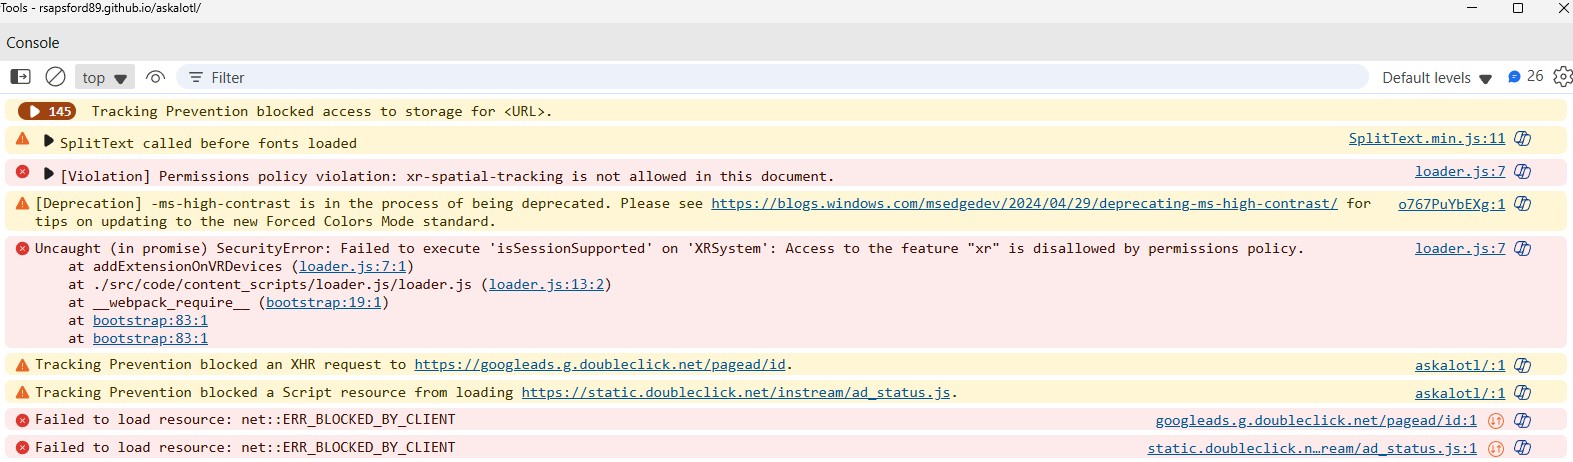 Tools - rsapsford89.github.io/askalotl/
Console
top
Filter
Default levels
26
145 Tracking Prevention blocked access to storage for <URL>.
SplitText called before fonts loaded SplitText.min.js:11
[Violation] Permissions policy violation: xr-spatial-tracking is not allowed in this document. loader.js:7
[Deprecation] -ms-high-contrast is in the process of being deprecated. Please see https://blogs.windows.com/msedgedev/2024/04/29/deprecating-ms-high-contrast/ for o767PuYbEXg:1
tips on updating to the new Forced Colors Mode standard.
Uncaught (in promise) SecurityError: Failed to execute 'isSessionSupported' on 'XRSystem': Access to the feature "xr" is disallowed by permissions policy. loader.js:7
at addExtensionOnVRDevices (loader.js:7:1)
at ./src/code/content_scripts/loader.js/loader.js (loader.js:13:2)
at __webpack_require__ (bootstrap:19:1)
at bootstrap:83:1
at bootstrap:83:1
Tracking Prevention blocked an XHR request to https://googleads.g.doubleclick.net/pagead/id. askalotl/:1
Tracking Prevention blocked a Script resource from loading https://static.doubleclick.net/instream/ad_status.js. askalotl/:1
Failed to load resource: net::ERR_BLOCKED_BY_CLIENT googleads.g.doubleclick.net/pagead/id:1
Failed to load resource: net::ERR_BLOCKED_BY_CLIENT static.doubleclick.n…ream/ad_status.js:1